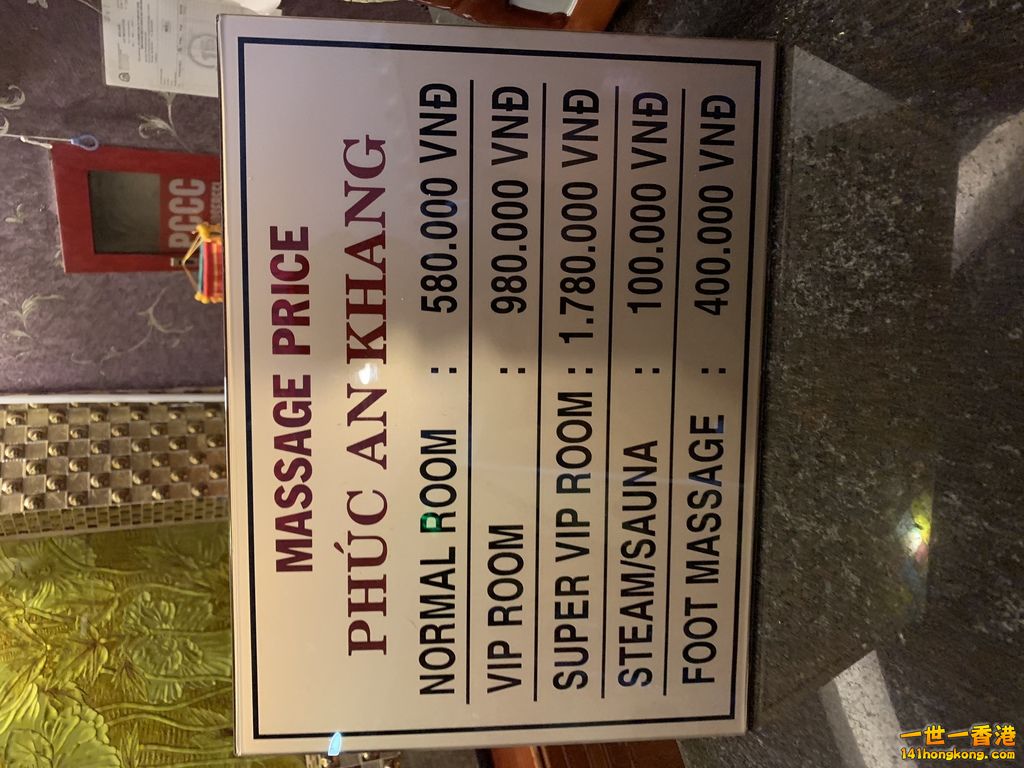 MASSAGE PRICE
PHÚC AN KHANG
NORMAL ROOM : 580.000 VNĐ
VIP ROOM : 980.000 VNĐ
SUPER VIP ROOM : 1.780.000 VNĐ
STEAM/SAUNA : 100.000 VNĐ
FOOT MASSAGE : 400.000 VNĐ
PCCC
一世一香港
141hongkong.com